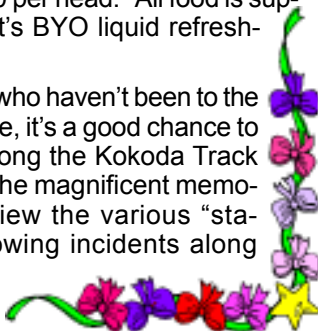 per head. All food is sup-
t's BYO liquid refresh-
who haven't been to the
e, it's a good chance to
ong the Kokoda Track
he magnificent memo-
iew the various “sta-
owing incidents along